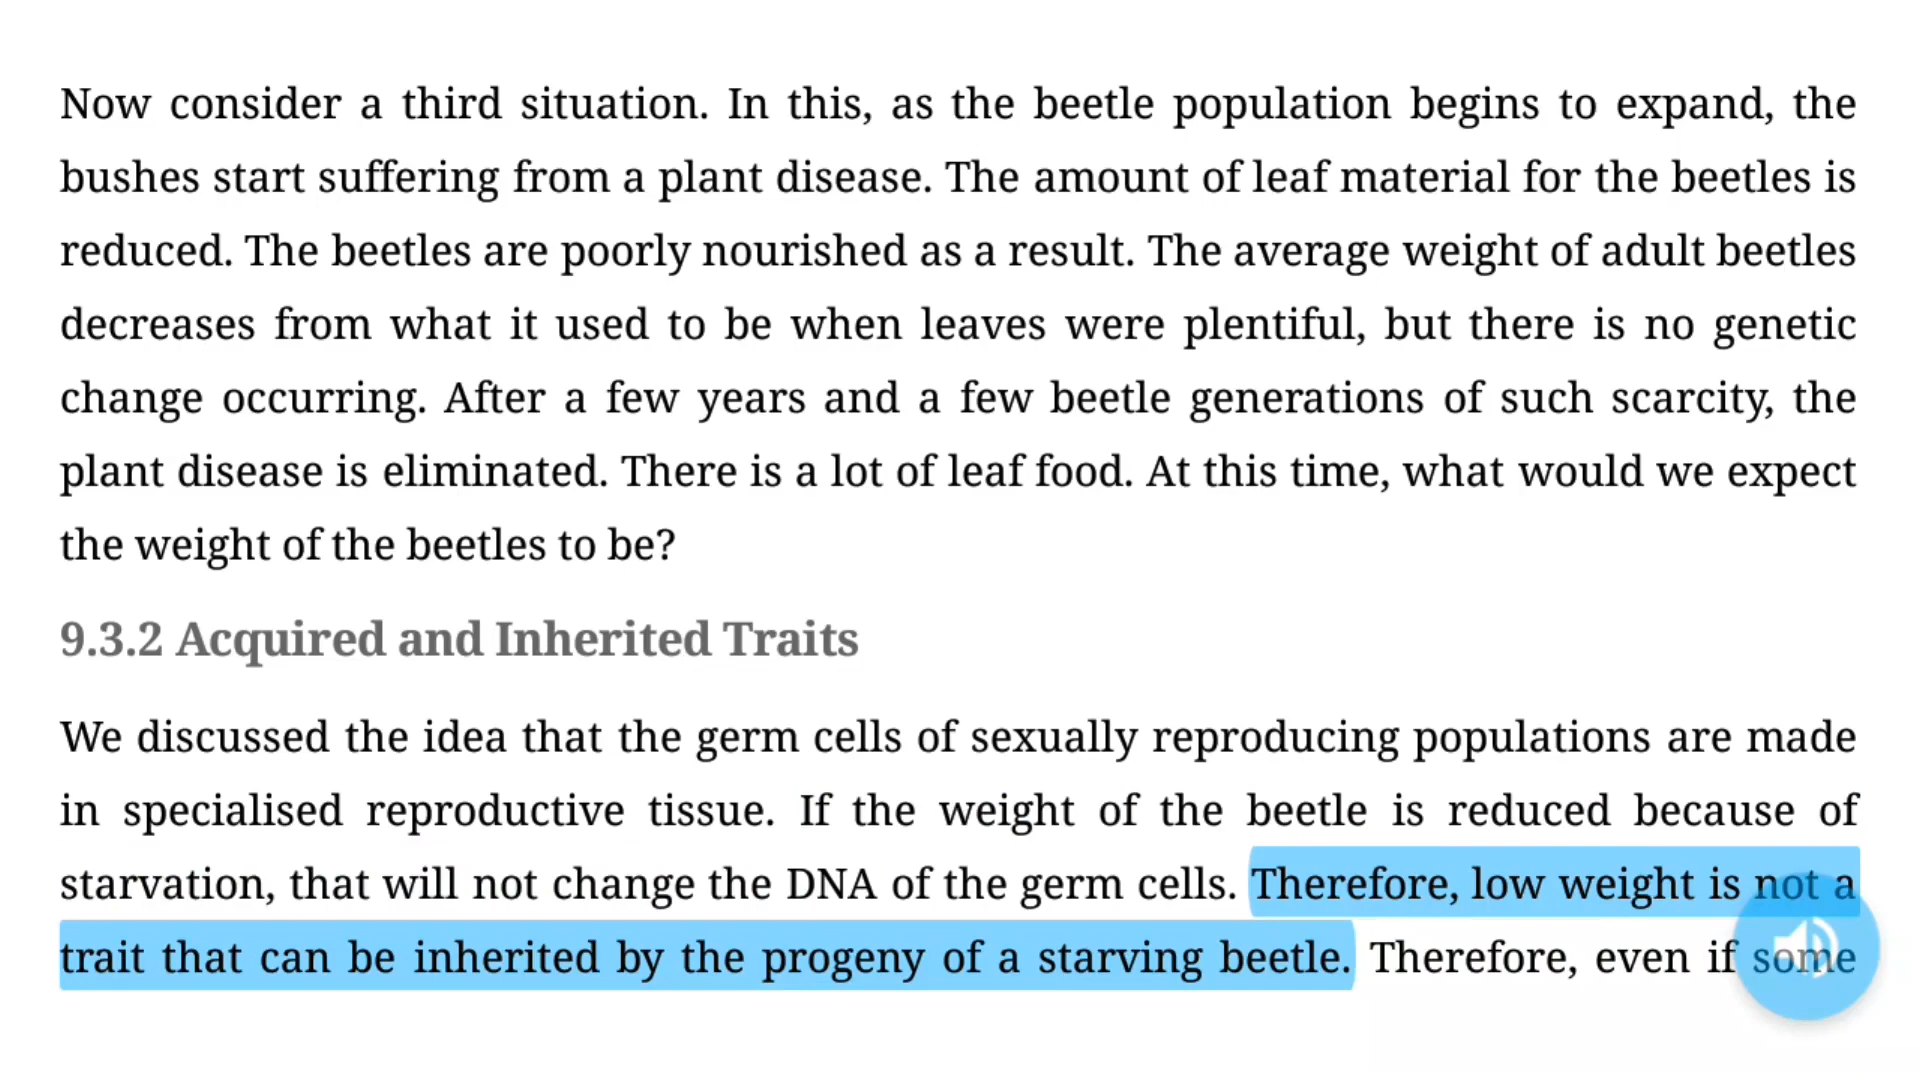 Now consider a third situation. In this, as the beetle population begins to expand, the
bushes start suffering from a plant disease. The amount of leaf material for the beetles is
reduced. The beetles are poorly nourished as a result. The average weight of adult beetles
decreases from what it used to be when leaves were plentiful, but there is no genetic
change occurring. After a few years and a few beetle generations of such scarcity, the
plant disease is eliminated. There is a lot of leaf food. At this time, what would we expect
the weight of the beetles to be?
9.3.2 Acquired and Inherited Traits
We discussed the idea that the germ cells of sexually reproducing populations are made
in specialised reproductive tissue. If the weight of the beetle is reduced because of
starvation, that will not change the DNA of the germ cells. Therefore, low weight is not a
trait that can be inherited by the progeny of a starving beetle. Therefore, even if some